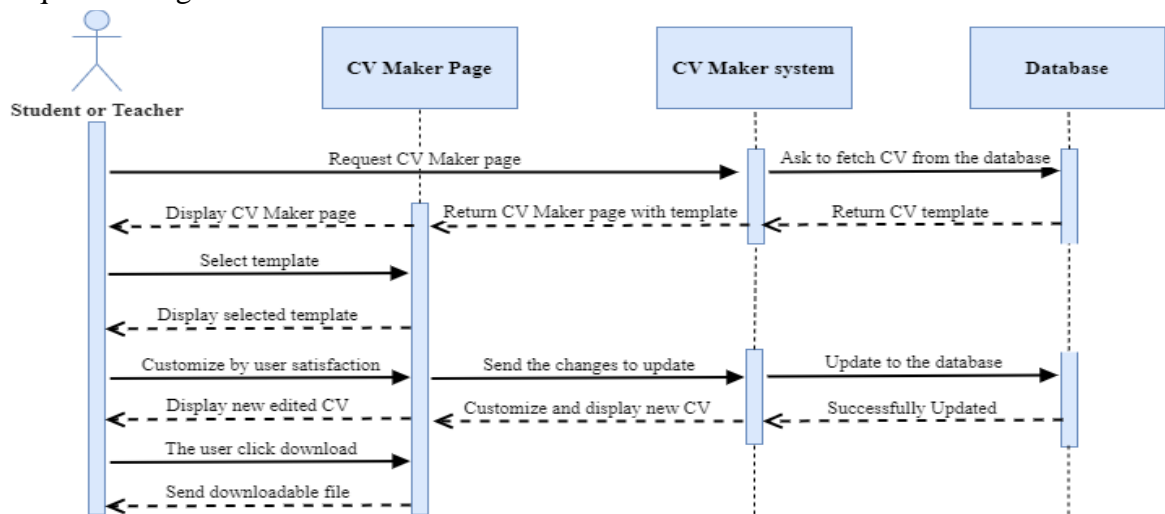 CV Maker Page
CV Maker system
Database
Student or Teacher
Request CV Maker page
Ask to fetch CV from the database
Display CV Maker page
Return CV Maker page with template
Return CV template
Select template
Display selected template
Customize by user satisfaction
Send the changes to update
Update to the database
Display new edited CV
Customize and display new CV
Successfully Updated
The user click download
Send downloadable file